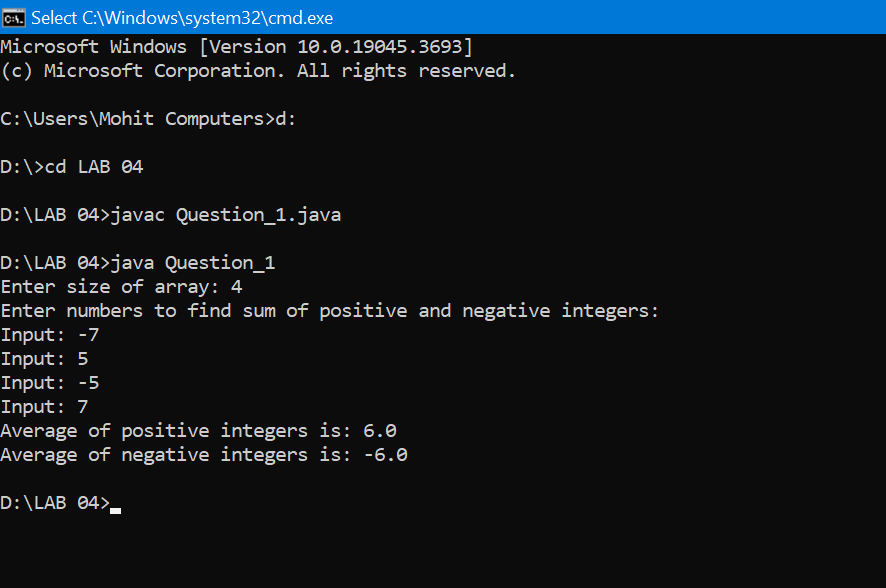 Select C:\Windows\system32\cmd.exe
Microsoft Windows [Version 10.0.19045.3693]
(c) Microsoft Corporation. All rights reserved.
C:\Users\Mohit Computers>d:
D:\>cd LAB 04
D:\LAB 04>javac Question_1.java
D:\LAB 04>java Question_1
Enter size of array: 4
Enter numbers to find sum of positive and negative integers:
Input: -7
Input: 5
Input: -5
Input: 7
Average of positive integers is: 6.0
Average of negative integers is: -6.0
D:\LAB 04>